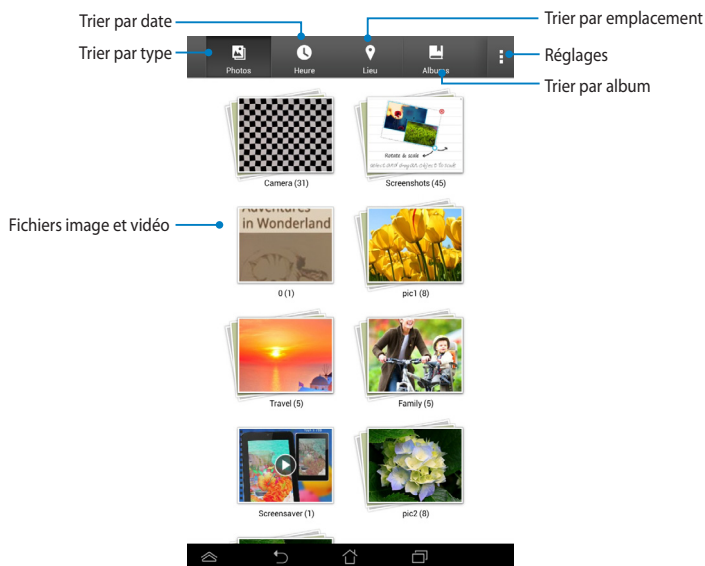 Trier par date
Trier par emplacement
Trier par type
Réglages
Trier par album
Photos
Heure
Lieu
Albums
Rotate & scale
Camera (31)
Screenshots (45)
Fichiers image et vidéo
Adventures
in Wonderland
0 (1)
pic1 (8)
Travel (5)
Family (5)
Screensaver (1)
pic2 (8)